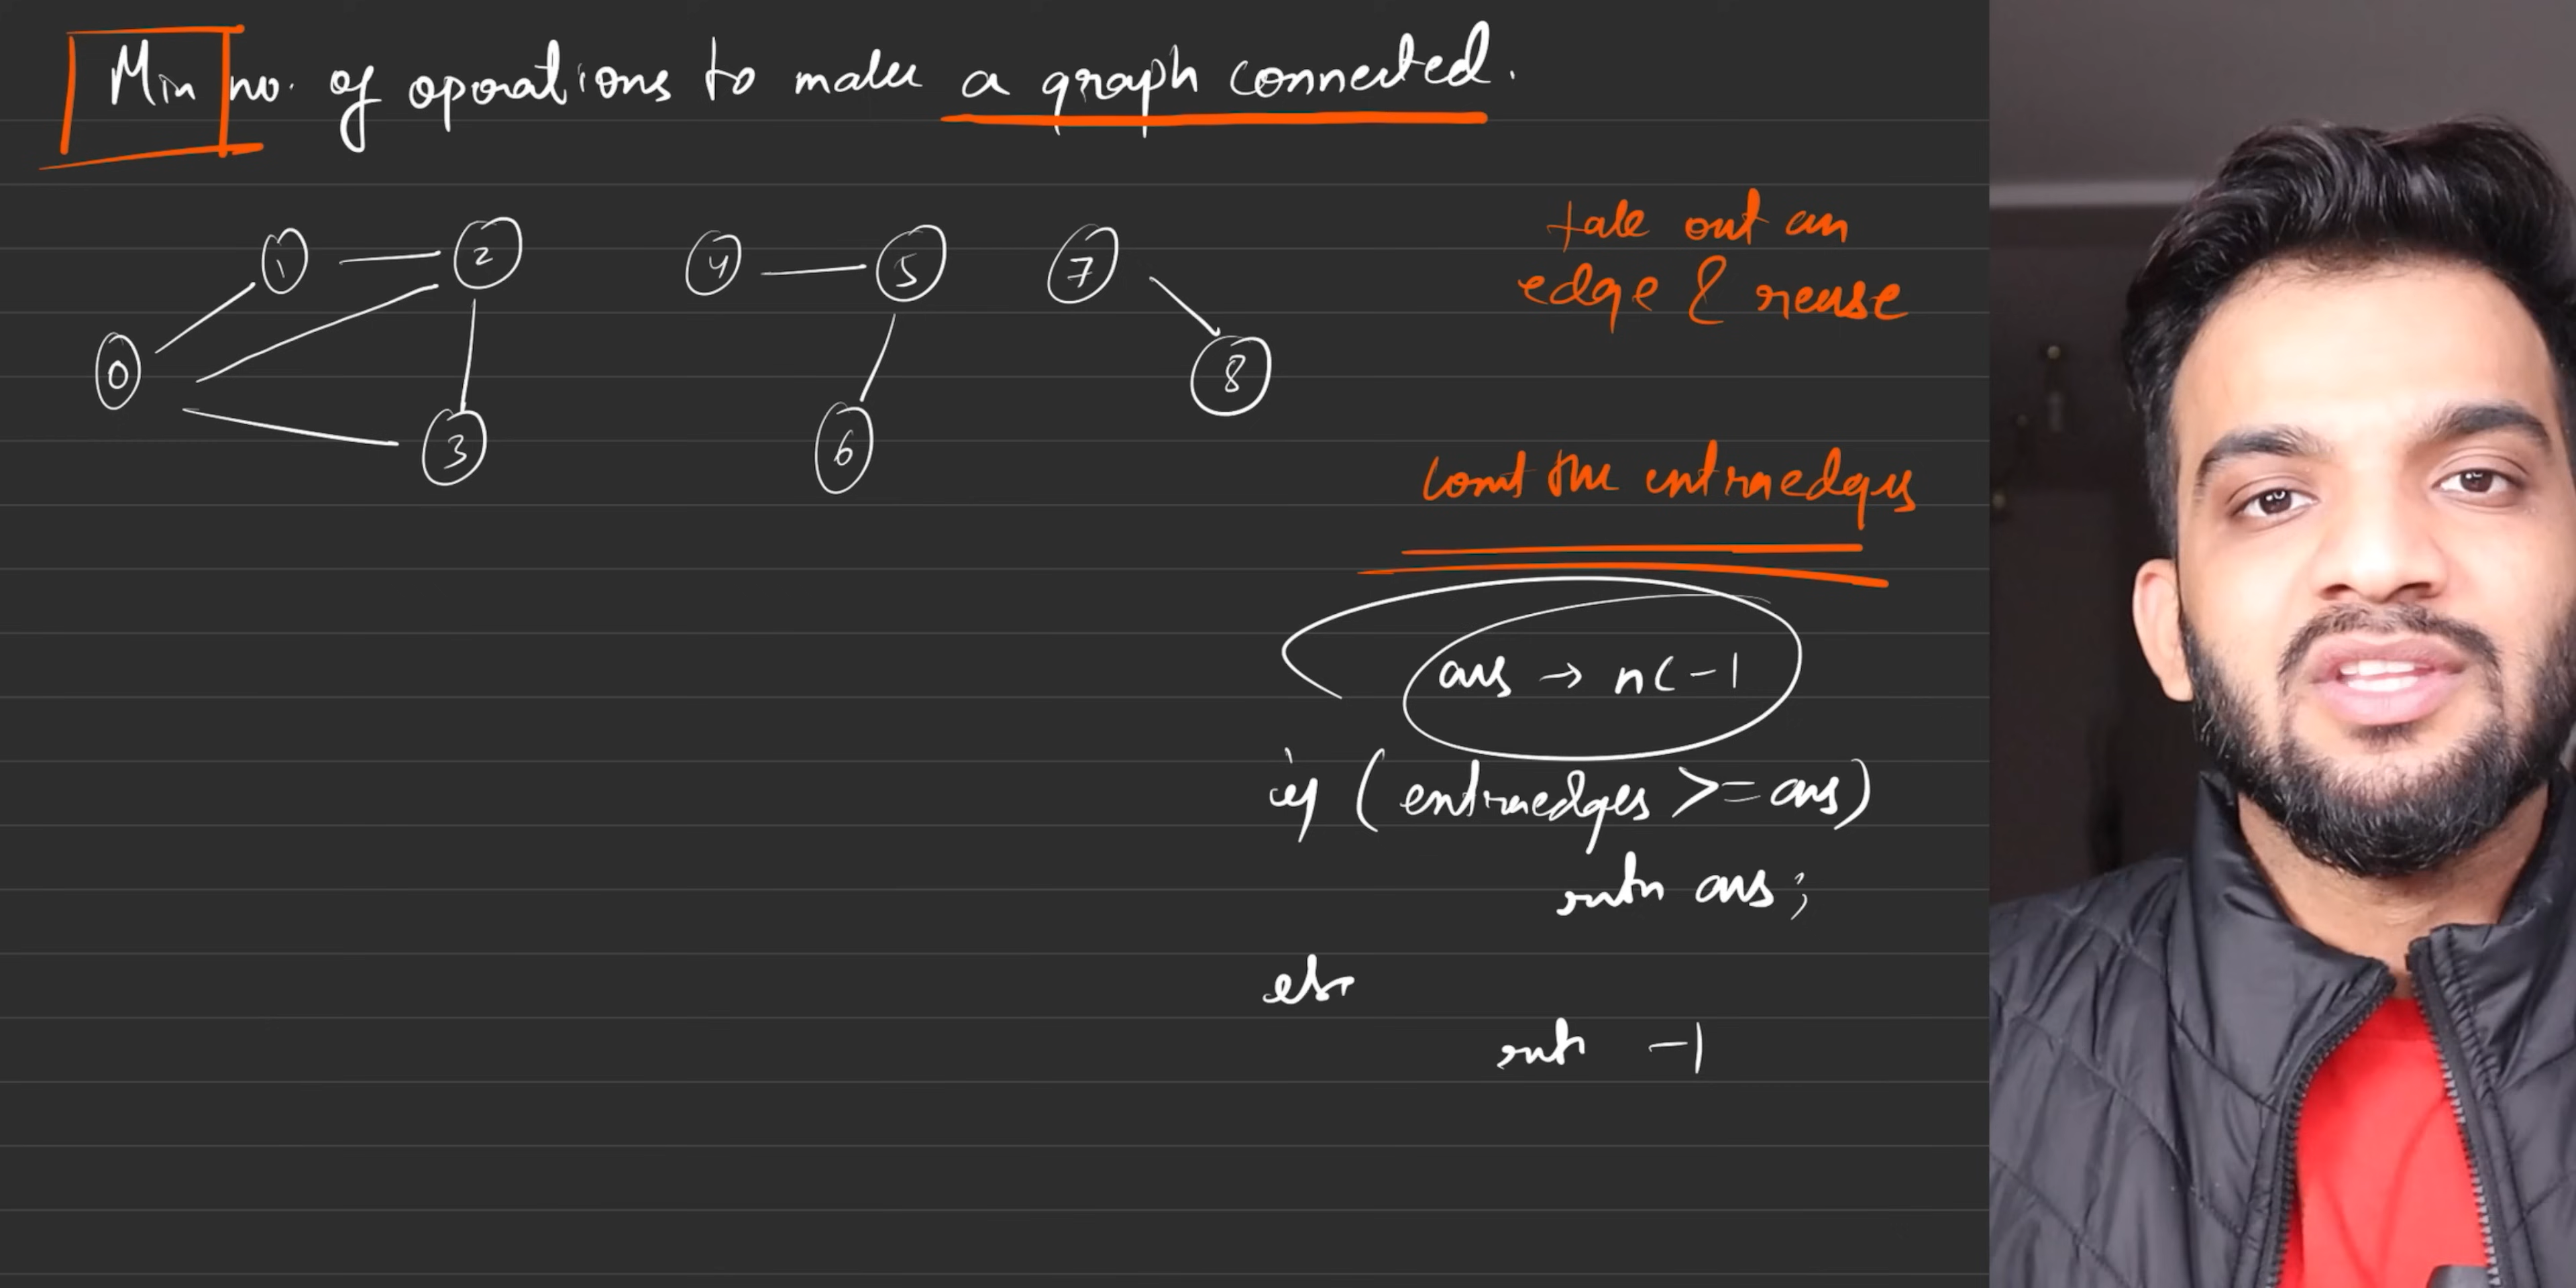 Min no. of operations to make a graph connected.
1 2 4 5 7
take out an
edge & reuse
0 8
3 6
count the extraedges
ans → nc - 1
if (extraedges >= ans)
return ans;
else
return -1